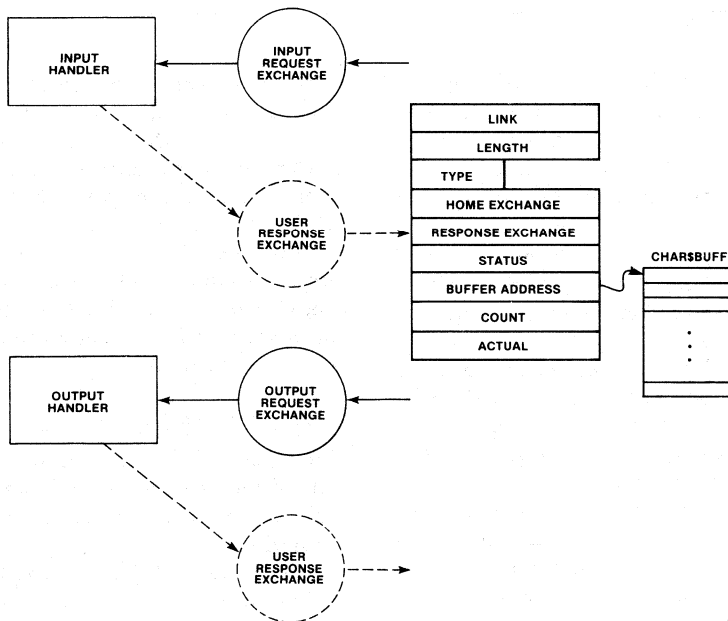 INPUT
HANDLER
INPUT
REQUEST
EXCHANGE
USER
RESPONSE
EXCHANGE
LINK
LENGTH
TYPE
HOME EXCHANGE
RESPONSE EXCHANGE
STATUS
BUFFER ADDRESS
COUNT
ACTUAL
CHAR$BUFF
OUTPUT
HANDLER
OUTPUT
REQUEST
EXCHANGE
USER
RESPONSE
EXCHANGE